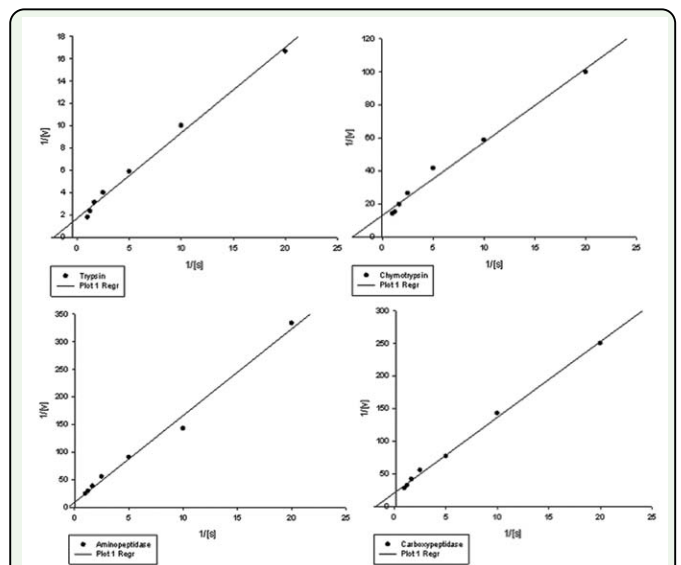 18
16
14
12
10
8
6
4
2
0
1/[v]
0 5 10 15 20 25
1/[s]
Trypsin
Plot 1 Regr
120
100
80
60
40
20
0
1/[v]
0 5 10 15 20 25
1/[s]
Chymotrypsin
Plot 1 Regr
350
300
250
200
150
100
50
0
1/[v]
0 5 10 15 20 25
1/[s]
Aminopeptidase
Plot 1 Regr
300
250
200
150
100
50
0
1/[v]
0 5 10 15 20 25
1/[s]
Carboxypeptidase
Plot 1 Regr